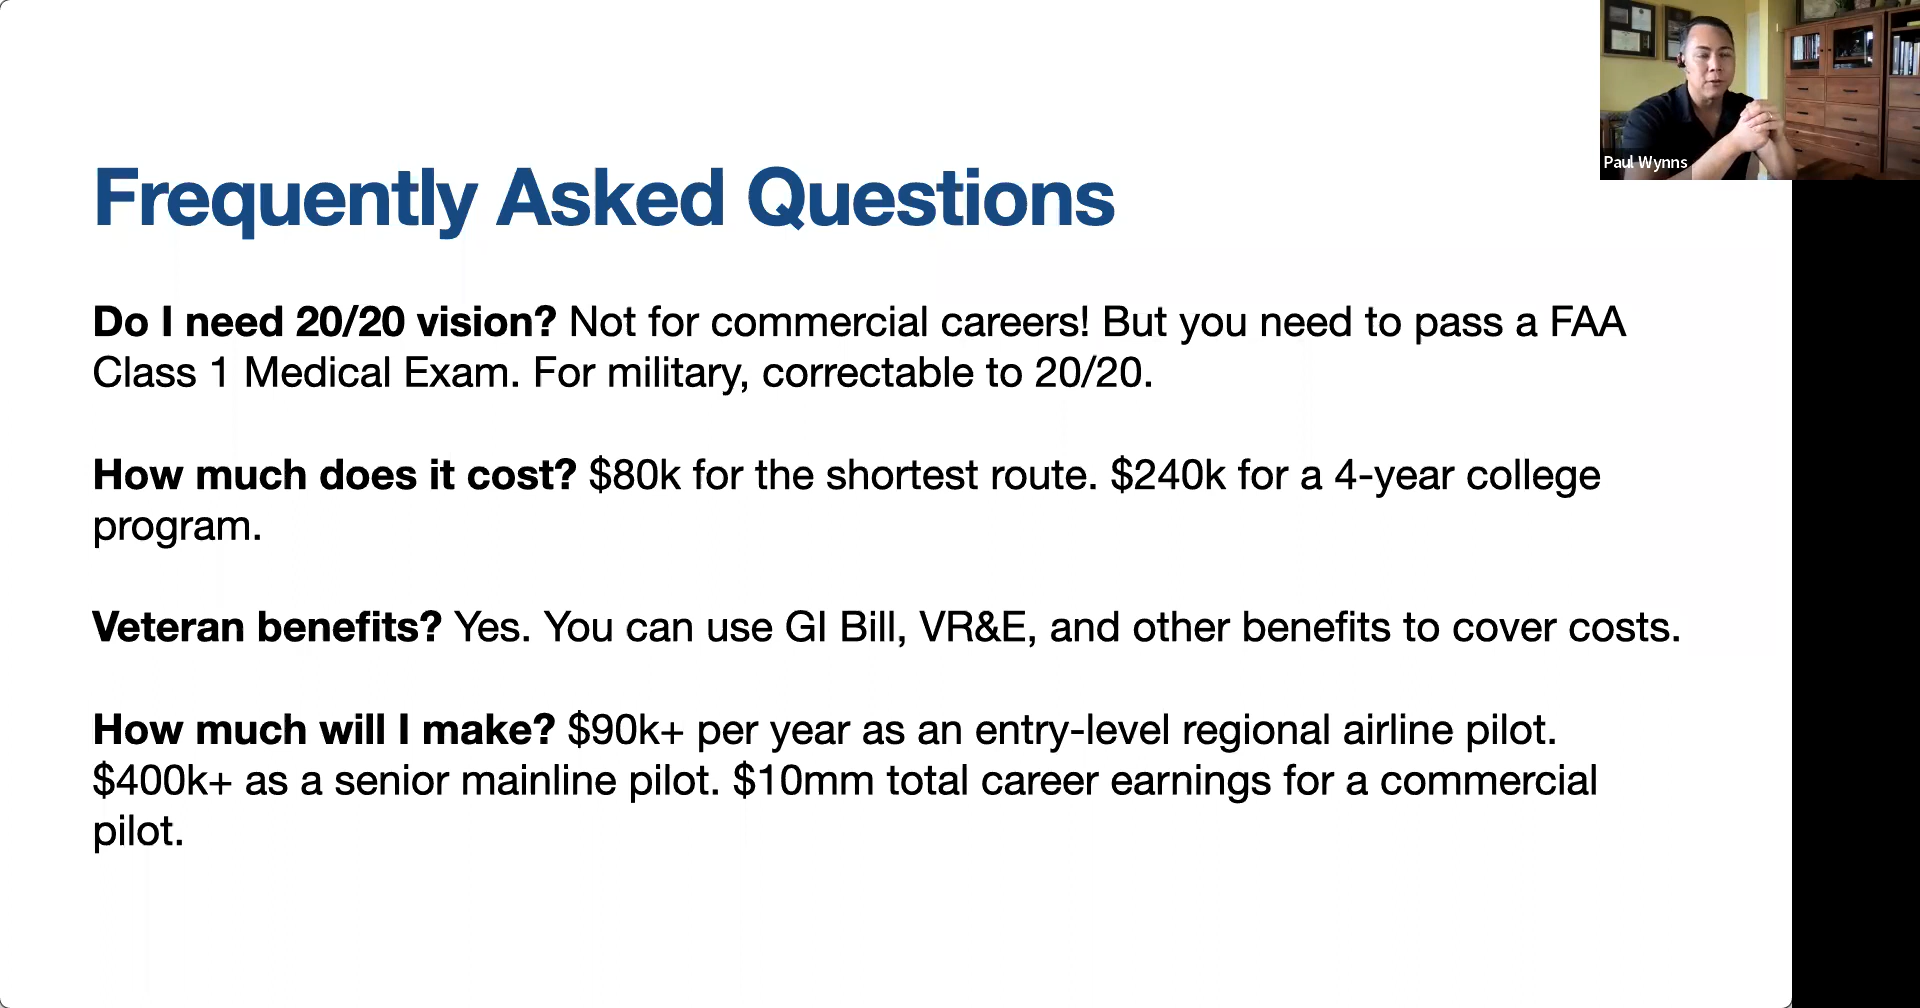 Paul Wynns
Frequently Asked Questions
Do I need 20/20 vision? Not for commercial careers! But you need to pass a FAA
Class 1 Medical Exam. For military, correctable to 20/20.
How much does it cost? $80k for the shortest route. $240k for a 4-year college
program.
Veteran benefits? Yes. You can use GI Bill, VR&E, and other benefits to cover costs.
How much will I make? $90k+ per year as an entry-level regional airline pilot.
$400k+ as a senior mainline pilot. $10mm total career earnings for a commercial
pilot.